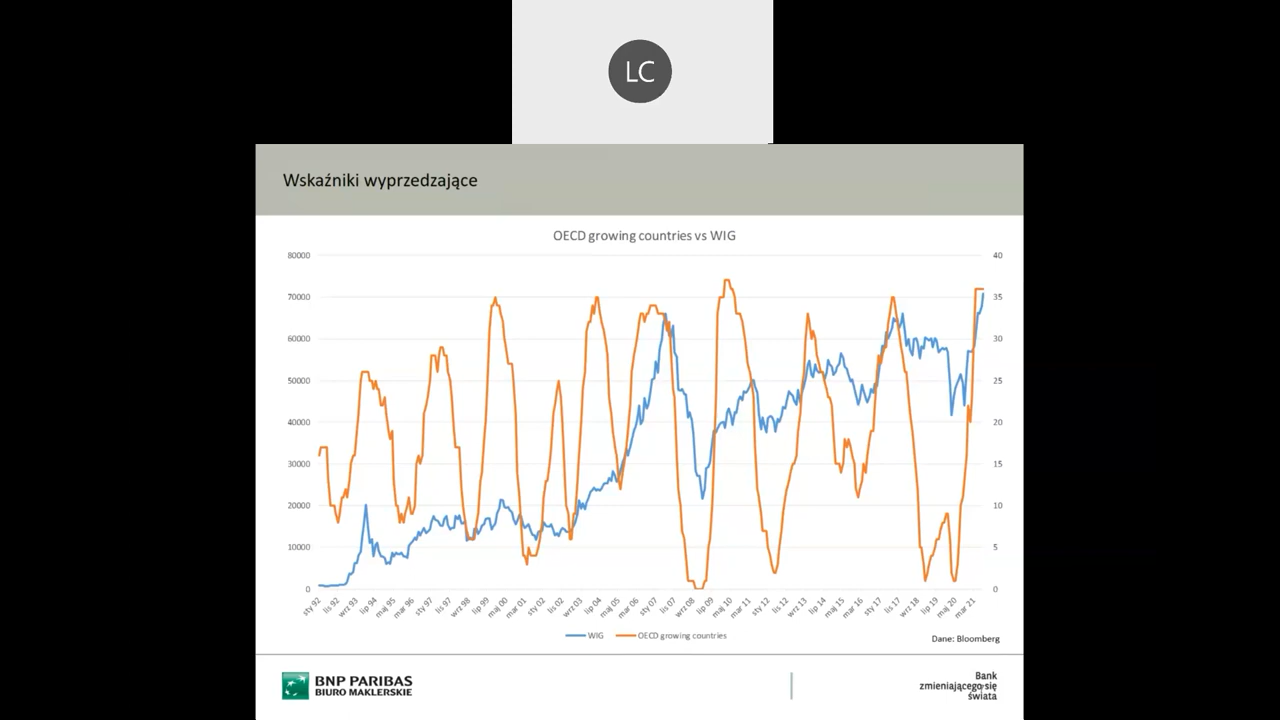 LC
Wskaźniki wyprzedzające
OECD growing countries vs WIG
80000
70000
60000
50000
40000
30000
20000
10000
0
40
35
30
25
20
15
10
5
0
sty 92
lis 92
wrz 93
lip 94
maj 95
mar 96
sty 97
lis 97
wrz 98
lip 99
maj 00
mar 01
sty 02
lis 02
wrz 03
lip 04
maj 05
mar 06
sty 07
lis 07
wrz 08
lip 09
maj 10
mar 11
sty 12
lis 12
wrz 13
lip 14
maj 15
mar 16
sty 17
lis 17
wrz 18
lip 19
maj 20
mar 21
WIG
OECD growing countries
Dane: Bloomberg
BNP PARIBAS
BIURO MAKLERSKIE
Bank
zmieniającego się
świata